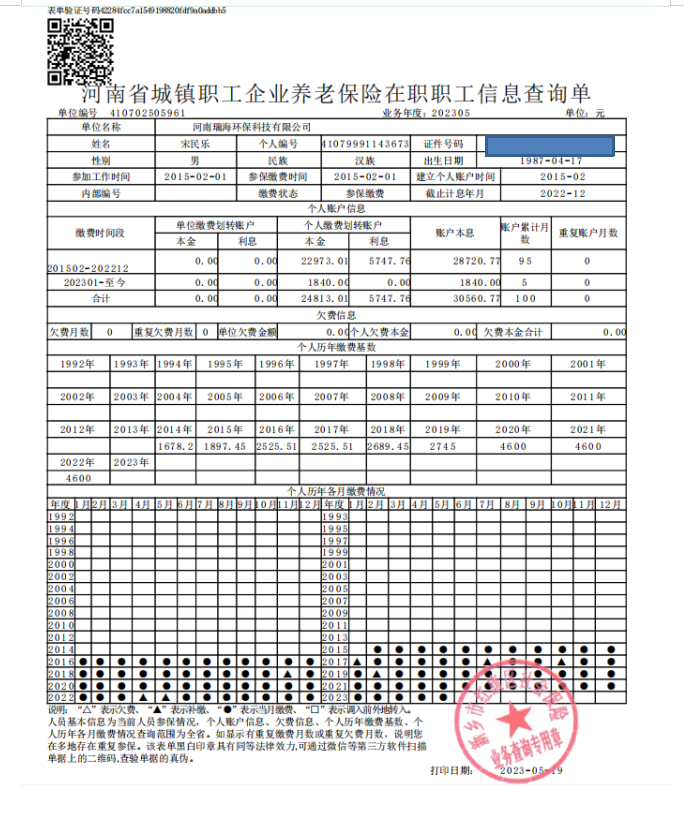 表单验证号码42284fcc7a1549198820fdf9a0addbb5
河南省城镇职工企业养老保险在职职工信息查询单
单位编号 410702505961 业务年度：202305 单位：元
单位名称 河南瑞海环保科技有限公司
姓名 宋民乐 个人编号 41079991143673 证件号码
性别 男 民族 汉族 出生日期 1987-04-17
参加工作时间 2015-02-01 参保缴费时间 2015-02-01 建立个人账户时间 2015-02
内部编号 缴费状态 参保缴费 截止计息年月 2022-12
个人账户信息
缴费时间段 单位缴费划转账户 个人缴费划转账户 账户本息 账户累计月数 重复账户月数
本金 利息 本金 利息
201502-202212 0.00 0.00 22973.01 5747.76 28720.77 95 0
202301-至今 0.00 0.00 1840.00 0.00 1840.00 5 0
合计 0.00 0.00 24813.01 5747.76 30560.77 100 0
欠费信息
欠费月数 0 重复欠费月数 0 单位欠费金额 0.00 个人欠费本金 0.00 欠费本金合计 0.00
个人历年缴费基数
1992年 1993年 1994年 1995年 1996年 1997年 1998年 1999年 2000年 2001年
2002年 2003年 2004年 2005年 2006年 2007年 2008年 2009年 2010年 2011年
2012年 2013年 2014年 2015年 2016年 2017年 2018年 2019年 2020年 2021年
1678.2 1897.45 2525.51 2525.51 2689.45 2745 4600 4600
2022年 2023年
4600
个人历年各月缴费情况
年度 1月 2月 3月 4月 5月 6月 7月 8月 9月 10月 11月 12月 年度 1月 2月 3月 4月 5月 6月 7月 8月 9月 10月 11月 12月
1992 1993
1994 1995
1996 1997
1998 1999
2000 2001
2002 2003
2004 2005
2006 2007
2008 2009
2010 2011
2012 2013
2014 2015 ● ● ● ● ● ● ● ● ● ● ●
2016 2017
2018 2019
2020 2021
2022 2023
说明：“△”表示欠费、“▲”表示补缴、“●”表示当月缴费、“□”表示调入前外地转入。
人员基本信息为当前人员参保情况，个人账户信息、欠费信息、个人历年缴费基数、个
人历年各月缴费情况查询范围为全省。如显示有重复缴费月数或重复欠费月数，说明您
在多地存在重复参保。该表单黑白印章具有同等法律效力，可通过微信等第三方软件扫描
单据上的二维码，查验单据的真伪。
打印日期： 2023-05-19
业务查询专用章